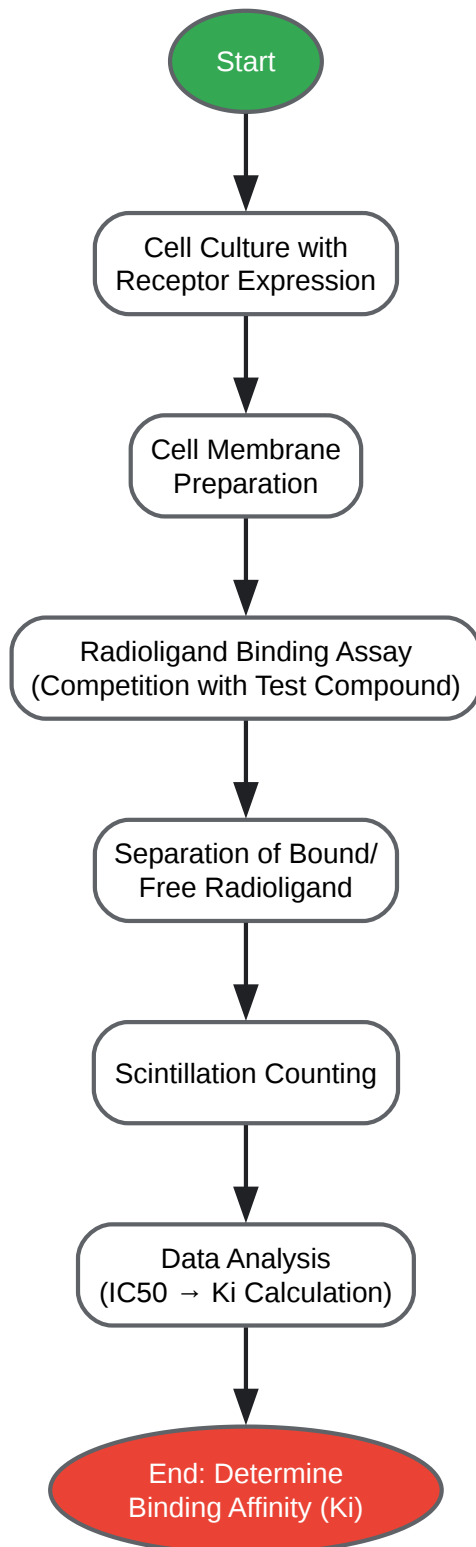 Start
Cell Culture with
Receptor Expression
Cell Membrane
Preparation
Radioligand Binding Assay
(Competition with Test Compound)
Separation of Bound/
Free Radioligand
Scintillation Counting
Data Analysis
(IC50 → Ki Calculation)
End: Determine
Binding Affinity (Ki)